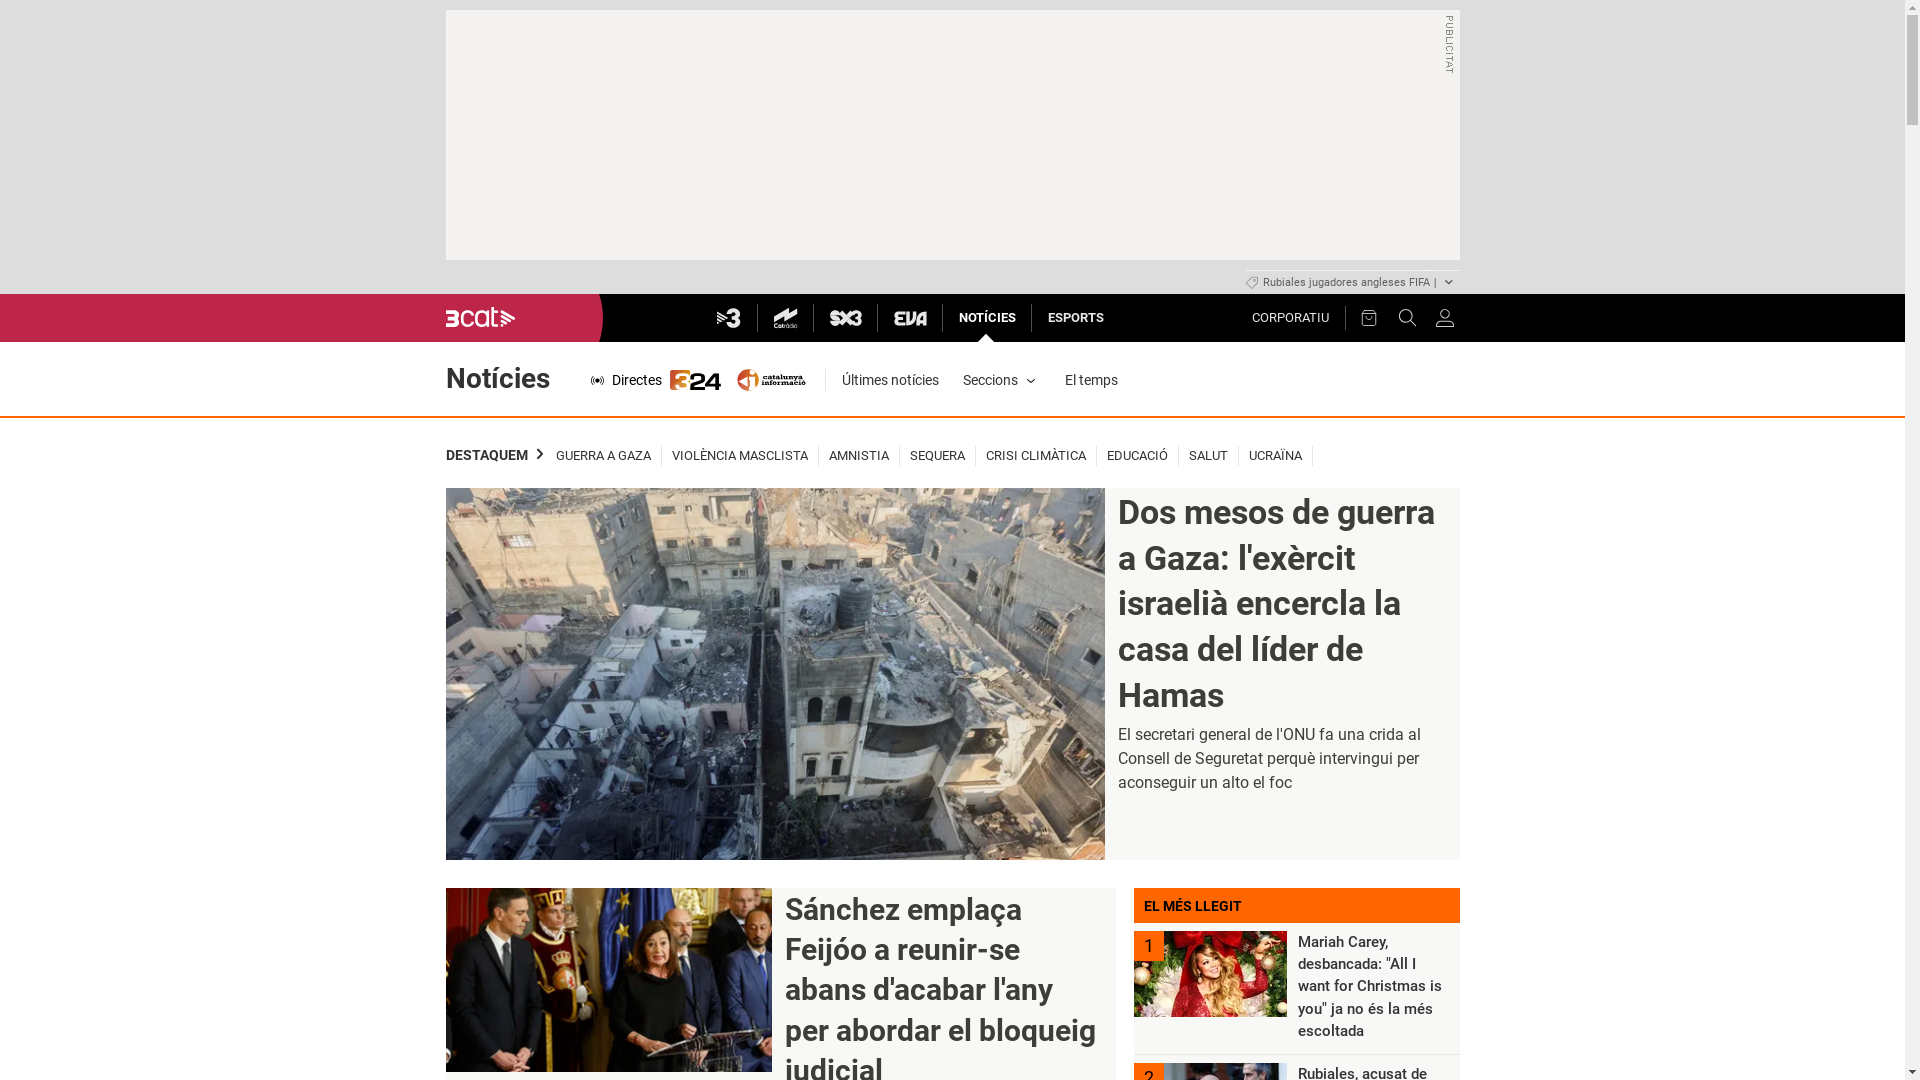 PUBLICITAT
Rubiales jugadores angleses FIFA |
3cat
3
Catràdio
SX3
EVA
NOTÍCIES
ESPORTS
CORPORATIU
Notícies
Directes
324
catalunya
informació
Últimes notícies
Seccions
El temps
DESTAQUEM
GUERRA A GAZA
VIOLÈNCIA MASCLISTA
AMNISTIA
SEQUERA
CRISI CLIMÀTICA
EDUCACIÓ
SALUT
UCRAÏNA
Dos mesos de guerra
a Gaza: l'exèrcit
israelià encercla la
casa del líder de
Hamas
El secretari general de l'ONU fa una crida al
Consell de Seguretat perquè intervingui per
aconseguir un alto el foc
Sánchez emplaça
Feijóo a reunir-se
abans d'acabar l'any
per abordar el bloqueig
judicial
EL MÉS LLEGIT
1
Mariah Carey,
desbancada: "All I
want for Christmas is
you" ja no és la més
escoltada
2
Rubiales, acusat de